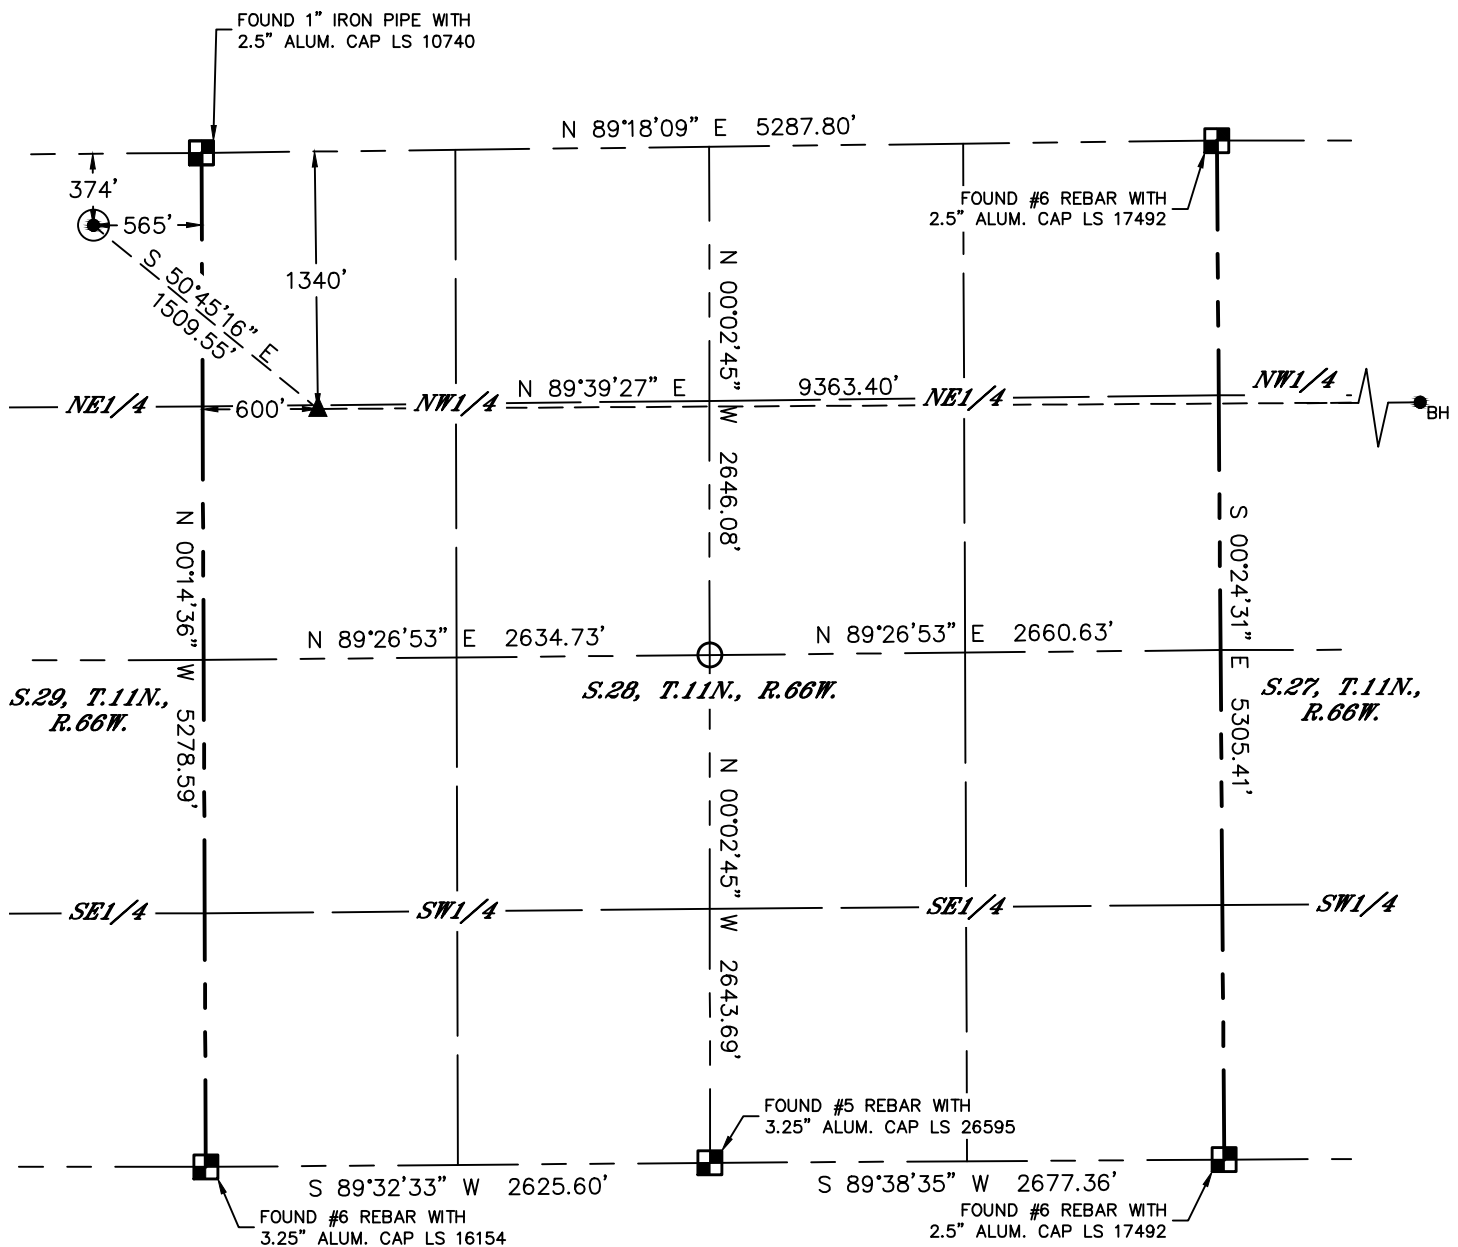 FOUND 1" IRON PIPE WITH
2.5" ALUM. CAP LS 10740
N 89°18'09" E 5287.80'
374'
565'
FOUND #6 REBAR WITH
2.5" ALUM. CAP LS 17492
S 50°45'16" E
1509.55'
1340'
N 00°02'45" W 2646.08'
NE1/4
600'
NW1/4
N 89°39'27" E 9363.40'
NE1/4
NW1/4
BH
N 00°14'36" W 5278.59'
S 00°24'31" E 5305.41'
N 89°26'53" E 2634.73'
N 89°26'53" E 2660.63'
S.29, T.11N.,
R.66W.
S.28, T.11N., R.66W.
S.27, T.11N.,
R.66W.
N 00°02'45" W 2643.69'
SE1/4
SW1/4
SE1/4
SW1/4
FOUND #5 REBAR WITH
3.25" ALUM. CAP LS 26595
S 89°32'33" W 2625.60'
S 89°38'35" W 2677.36'
FOUND #6 REBAR WITH
3.25" ALUM. CAP LS 16154
FOUND #6 REBAR WITH
2.5" ALUM. CAP LS 17492